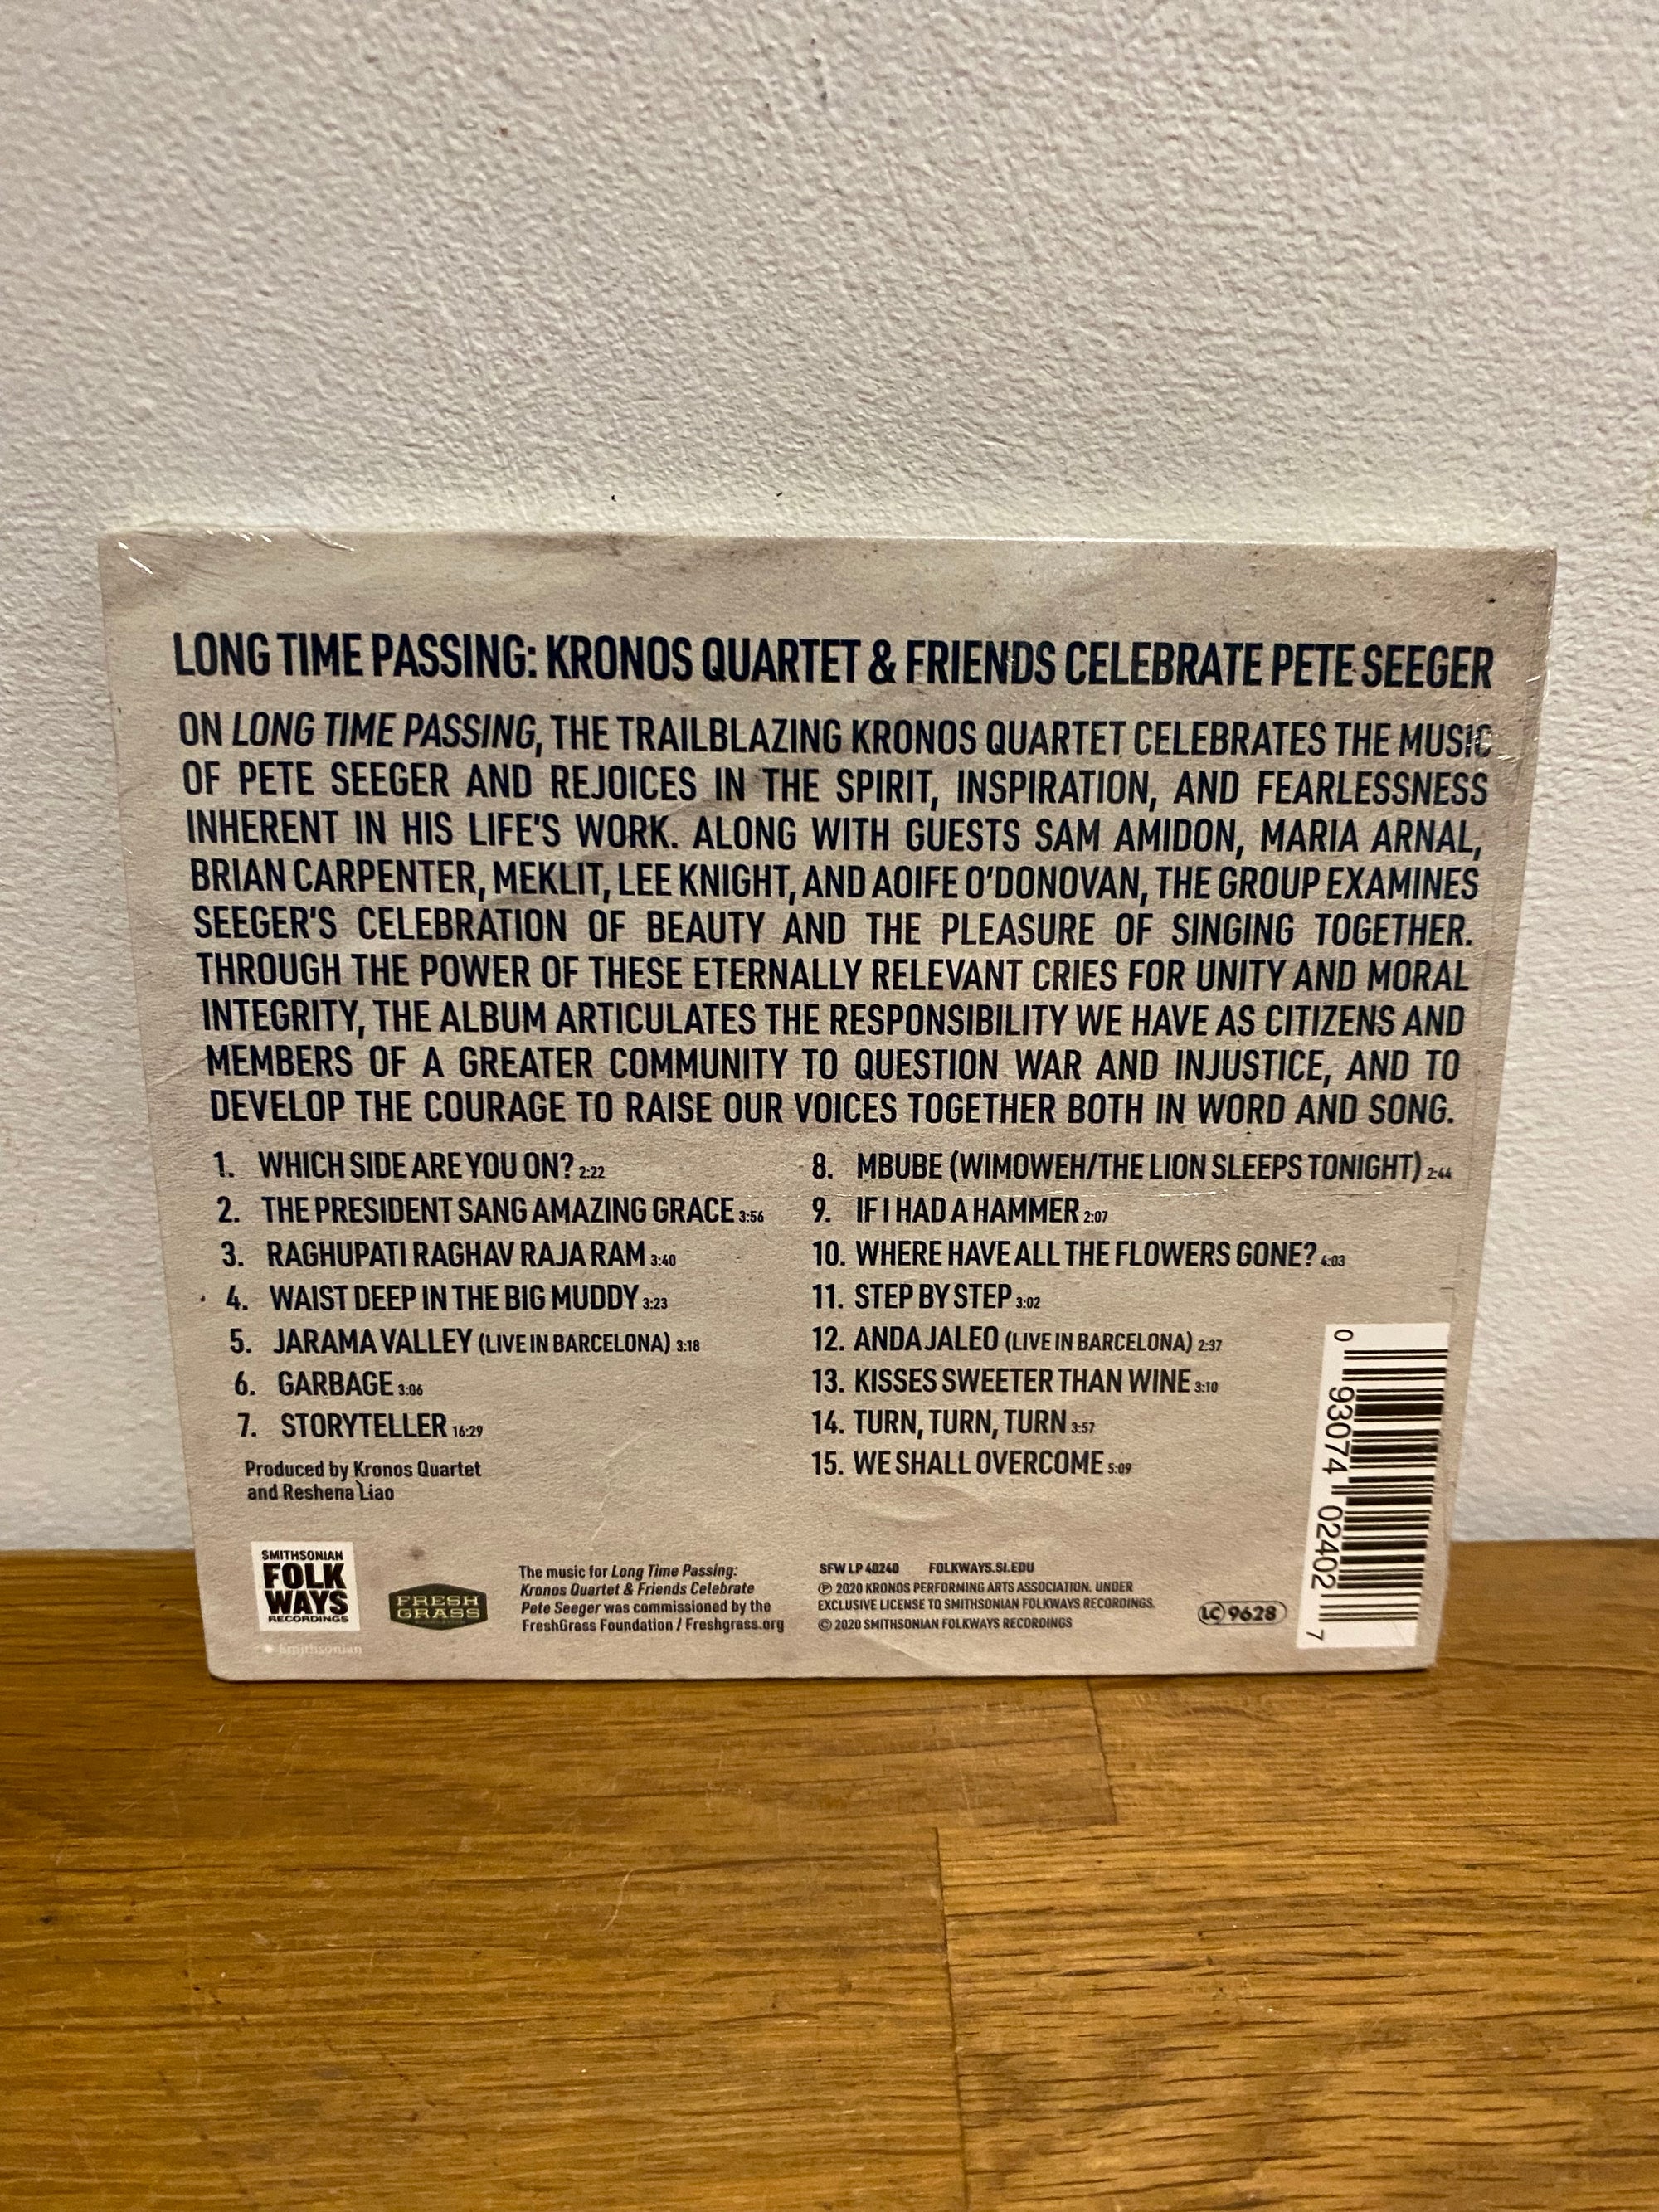 LONG TIME PASSING: KRONOS QUARTET & FRIENDS CELEBRATE PETE SEEGER
ON LONG TIME PASSING, THE TRAILBLAZING KRONOS QUARTET CELEBRATES THE MUSIC
OF PETE SEEGER AND REJOICES IN THE SPIRIT, INSPIRATION, AND FEARLESSNESS
INHERENT IN HIS LIFE'S WORK. ALONG WITH GUESTS SAM AMIDON, MARIA ARNAL,
BRIAN CARPENTER, MEKLIT, LEE KNIGHT, AND AOIFE O'DONOVAN, THE GROUP EXAMINES
SEEGER'S CELEBRATION OF BEAUTY AND THE PLEASURE OF SINGING TOGETHER.
THROUGH THE POWER OF THESE ETERNALLY RELEVANT CRIES FOR UNITY AND MORAL
INTEGRITY, THE ALBUM ARTICULATES THE RESPONSIBILITY WE HAVE AS CITIZENS AND
MEMBERS OF A GREATER COMMUNITY TO QUESTION WAR AND INJUSTICE, AND TO
DEVELOP THE COURAGE TO RAISE OUR VOICES TOGETHER BOTH IN WORD AND SONG.
1. WHICH SIDE ARE YOU ON? 2:22
2. THE PRESIDENT SANG AMAZING GRACE 3:56
3. RAGHUPATI RAGHAV RAJA RAM 3:40
4. WAIST DEEP IN THE BIG MUDDY 3:23
5. JARAMA VALLEY (LIVE IN BARCELONA) 3:18
6. GARBAGE 3:06
7. STORYTELLER 16:29
Produced by Kronos Quartet
and Reshena Liao
8. MBUBE (WIMOWEH/THE LION SLEEPS TONIGHT) 2:44
9. IF I HAD A HAMMER 2:07
10. WHERE HAVE ALL THE FLOWERS GONE? 4:03
11. STEP BY STEP 3:02
12. ANDA JALEO (LIVE IN BARCELONA) 2:37
13. KISSES SWEETER THAN WINE 3:10
14. TURN, TURN, TURN 3:57
15. WE SHALL OVERCOME 5:09
0 93074 02402 7
SMITHSONIAN
FOLK
WAYS
RECORDINGS
Smithsonian
FRESH
GRASS
The music for Long Time Passing:
Kronos Quartet & Friends Celebrate
Pete Seeger was commissioned by the
FreshGrass Foundation / Freshgrass.org
SFW LP 40240 FOLKWAYS.SI.EDU
℗ 2020 KRONOS PERFORMING ARTS ASSOCIATION. UNDER
EXCLUSIVE LICENSE TO SMITHSONIAN FOLKWAYS RECORDINGS.
© 2020 SMITHSONIAN FOLKWAYS RECORDINGS
LC 9628